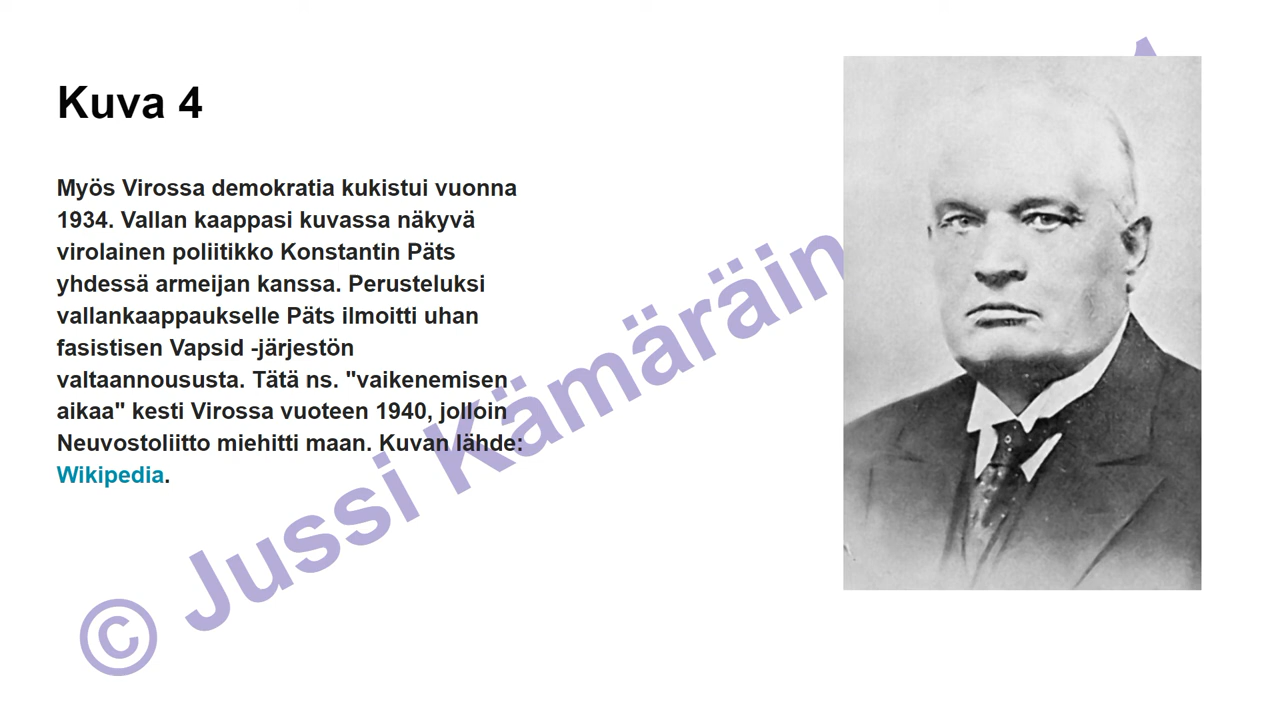 Kuva 4
Myös Virossa demokratia kukistui vuonna
1934. Vallan kaappasi kuvassa näkyvä
virolainen poliitikko Konstantin Päts
yhdessä armeijan kanssa. Perusteluksi
vallankaappaukselle Päts ilmoitti uhan
fasistisen Vapsid -järjestön
valtaannoususta. Tätä ns. "vaikenemisen
aikaa" kesti Virossa vuoteen 1940, jolloin
Neuvostoliitto miehitti maan. Kuvan lähde:
Wikipedia.
© Jussi Kämäräin